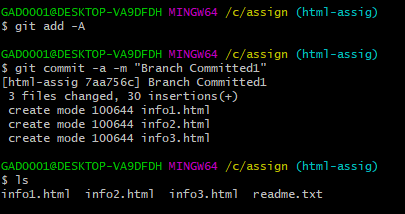 GAD0001@DESKTOP-VA9DFDH MINGW64 /c/assign (html-assig)
$ git add -A
GAD0001@DESKTOP-VA9DFDH MINGW64 /c/assign (html-assig)
$ git commit -a -m "Branch Committed1"
[html-assig 7aa756c] Branch Committed1
3 files changed, 30 insertions(+)
create mode 100644 info1.html
create mode 100644 info2.html
create mode 100644 info3.html
GAD0001@DESKTOP-VA9DFDH MINGW64 /c/assign (html-assig)
$ ls
info1.html info2.html info3.html readme.txt